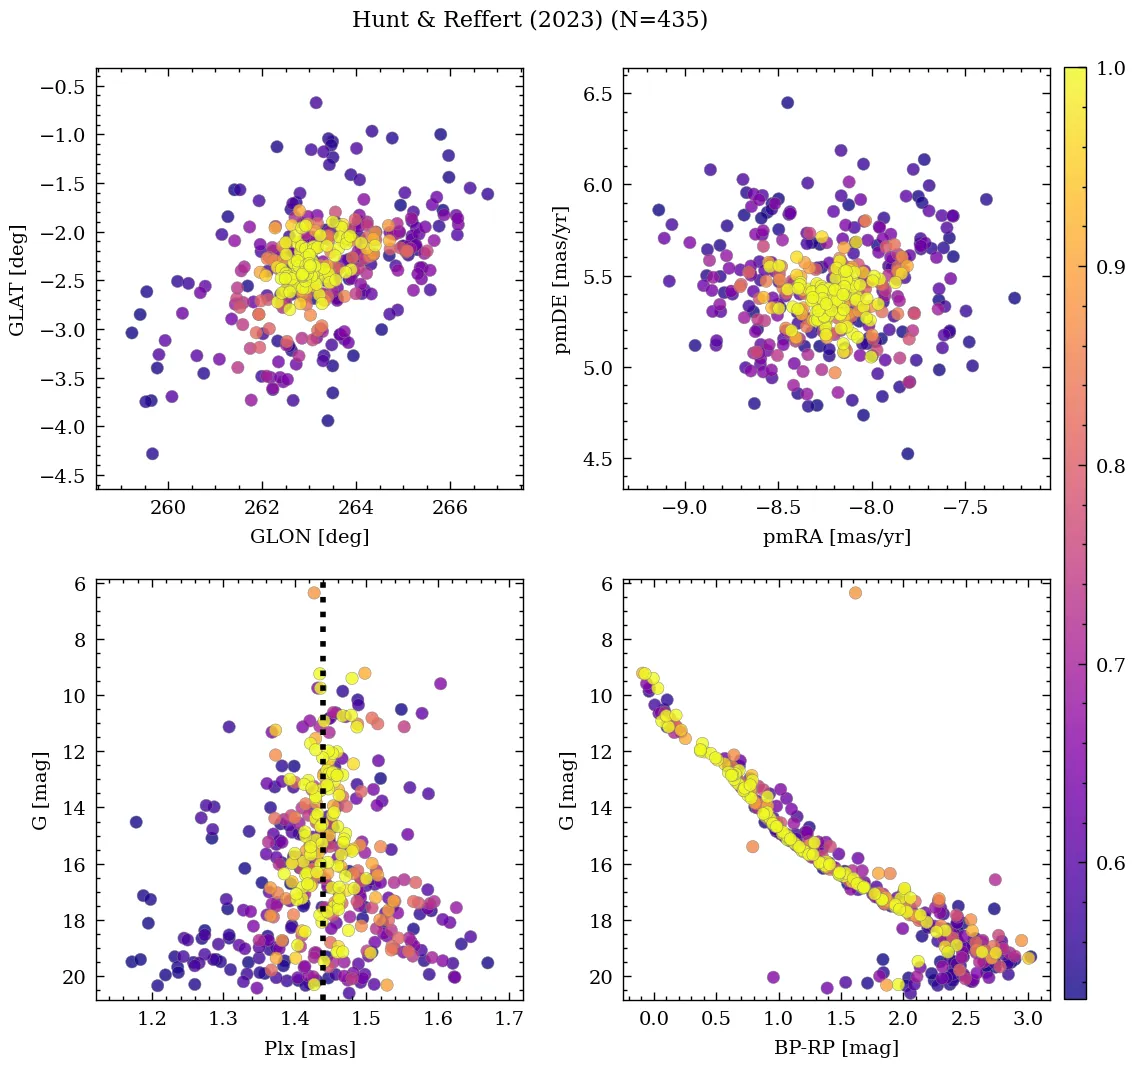 Hunt & Reffert (2023) (N=435)
−0.5
−1.0
−1.5
−2.0
−2.5
−3.0
−3.5
−4.0
−4.5
GLAT [deg]
260 262 264 266
GLON [deg]
6.5
6.0
5.5
5.0
4.5
pmDE [mas/yr]
−9.0 −8.5 −8.0 −7.5
pmRA [mas/yr]
1.0
0.9
0.8
0.7
0.6
6
8
10
12
14
16
18
20
G [mag]
1.2 1.3 1.4 1.5 1.6 1.7
Plx [mas]
6
8
10
12
14
16
18
20
G [mag]
0.0 0.5 1.0 1.5 2.0 2.5 3.0
BP-RP [mag]